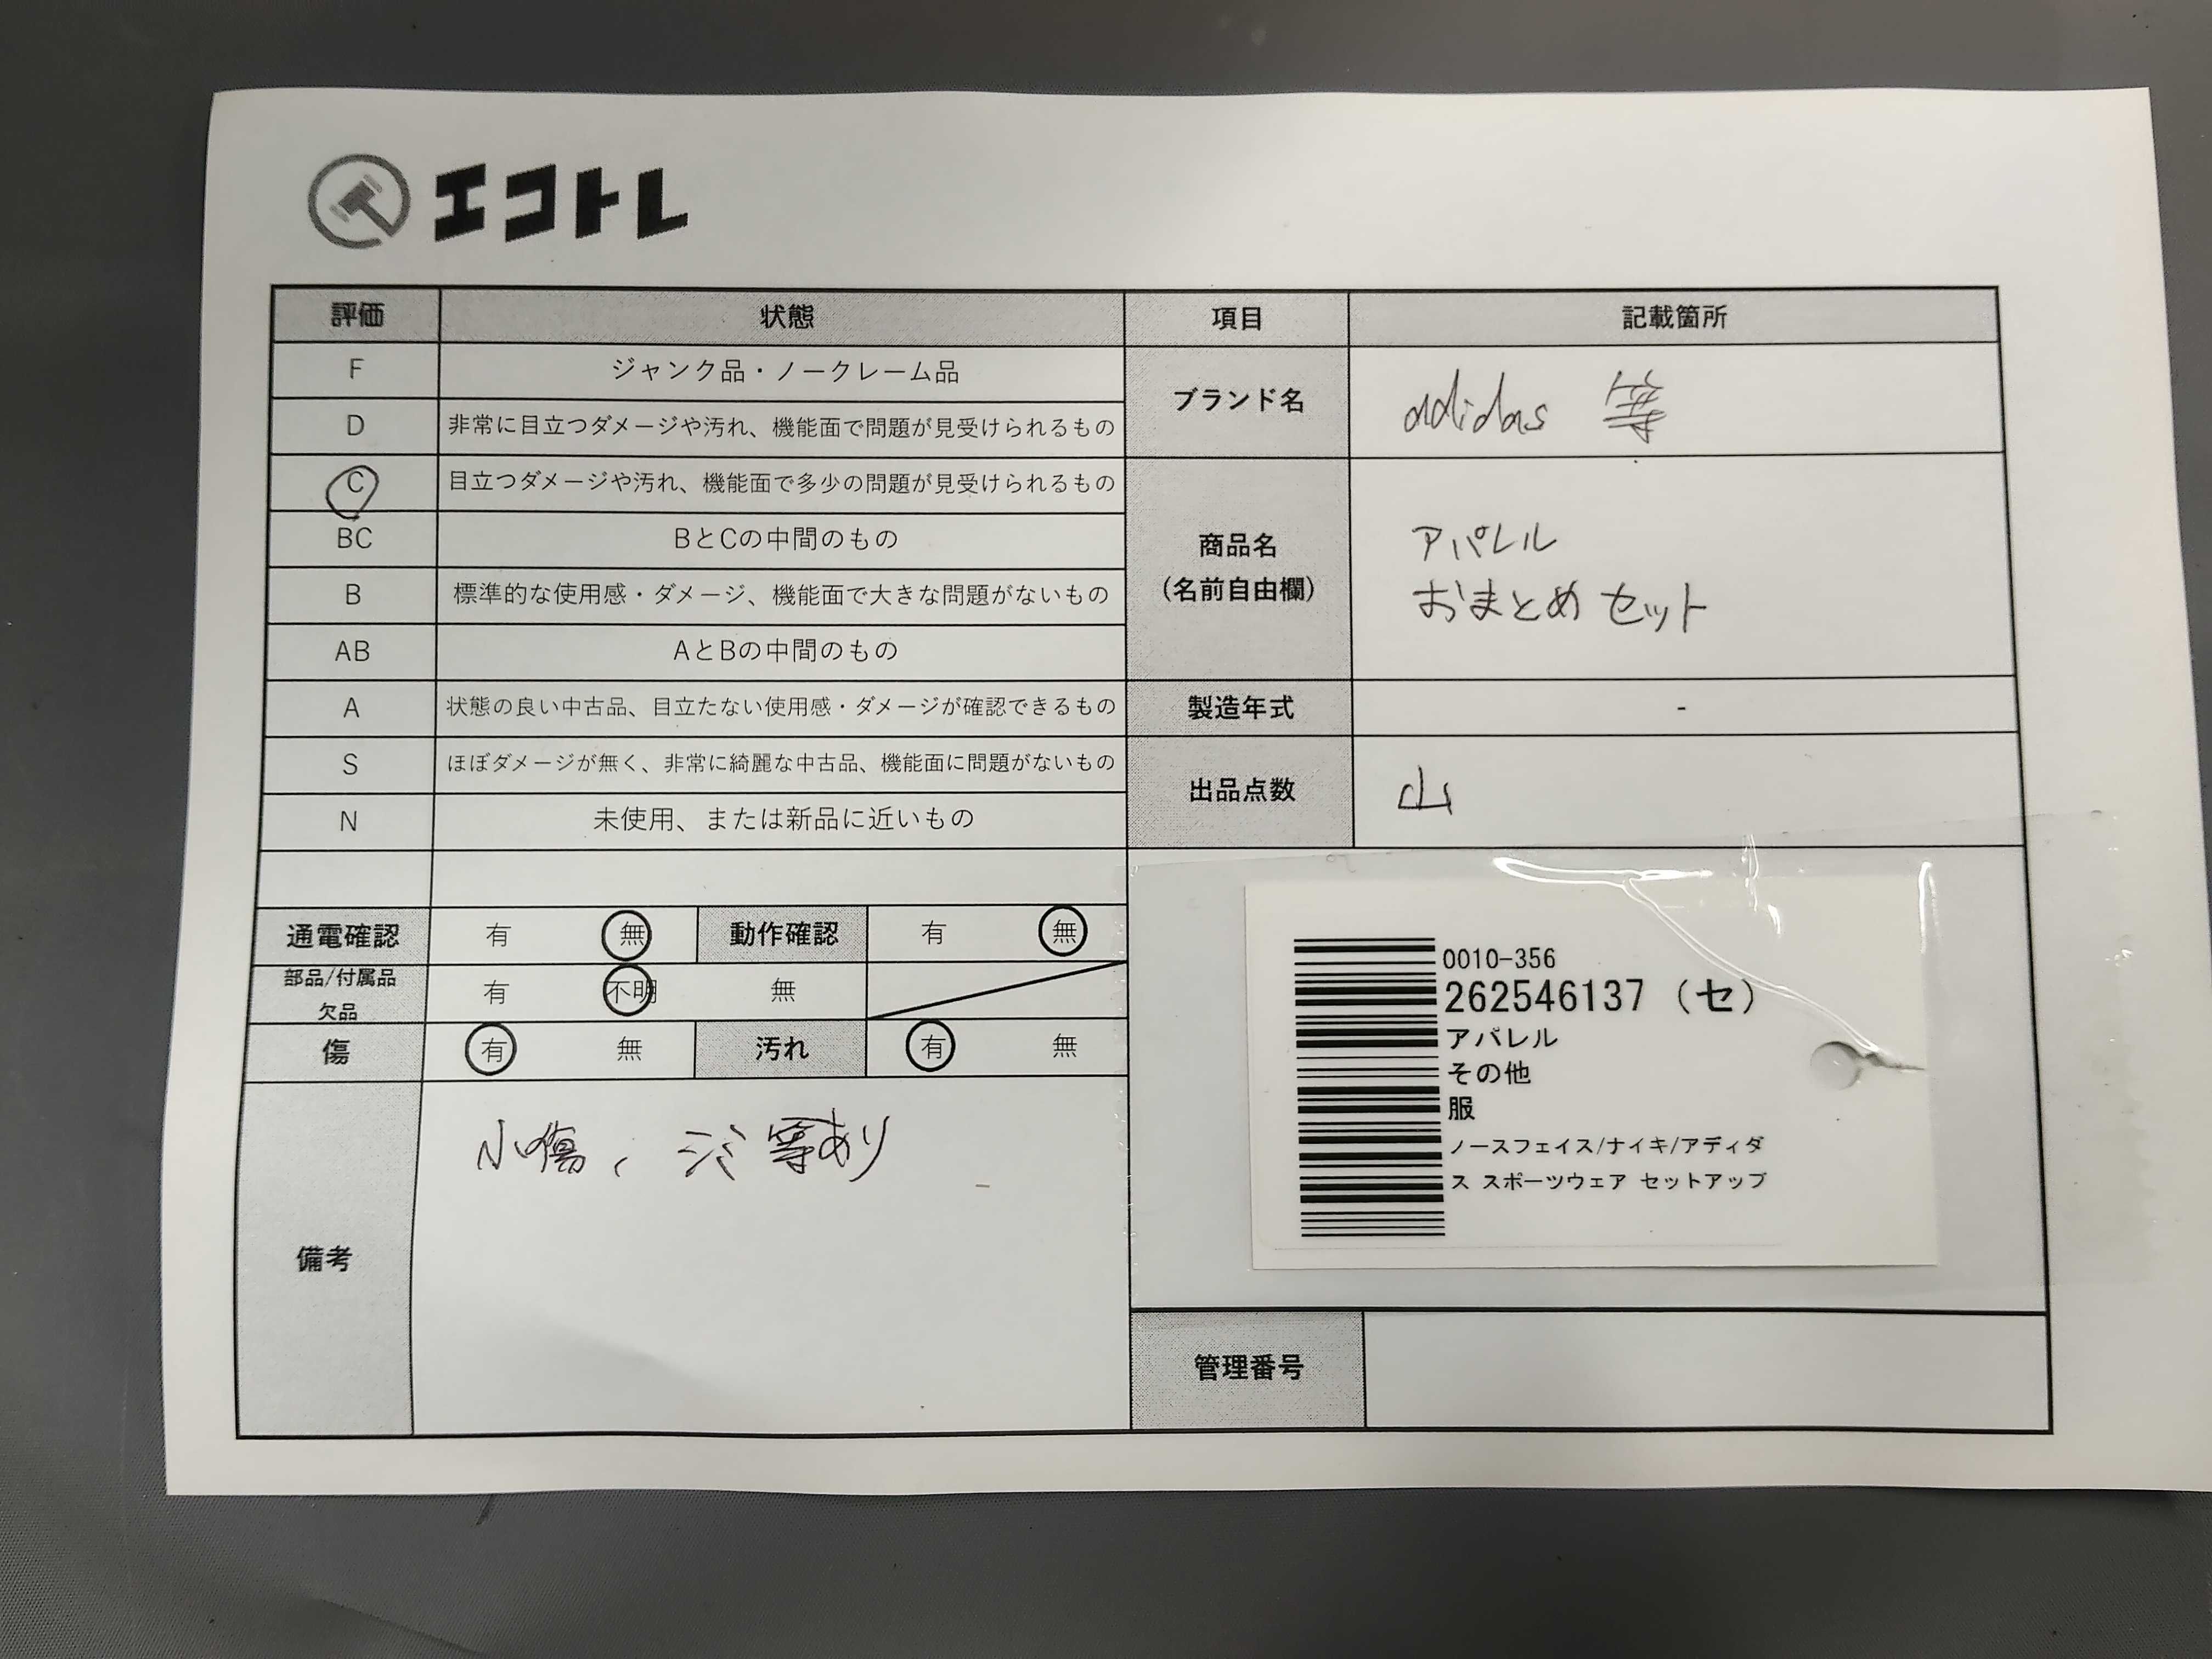 エコトレ
評価 状態 項目 記載箇所
F ジャンク品・ノークレーム品
D 非常に目立つダメージや汚れ、機能面で問題が見受けられるもの
ブランド名 adidas 等
C 目立つダメージや汚れ、機能面で多少の問題が見受けられるもの
BC BとCの中間のもの
商品名
(名前自由欄)
アパレル
おまとめセット
B 標準的な使用感・ダメージ、機能面で大きな問題がないもの
AB AとBの中間のもの
A 状態の良い中古品、目立たない使用感・ダメージが確認できるもの
製造年式 -
S ほぼダメージが無く、非常に綺麗な中古品、機能面に問題がないもの
出品点数 山
N 未使用、または新品に近いもの
通電確認 有 無 動作確認 有 無
部品/付属品
欠品
有 不明 無
傷 有 無 汚れ 有 無
備考
小傷、シミ等あり
0010-356
262546137 (セ)
アパレル
その他
服
ノースフェイス/ナイキ/アディダ
ス スポーツウェア セットアップ
管理番号